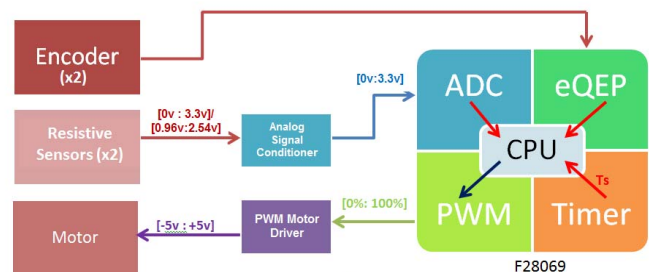 Encoder
(x2)
[0v:3.3v]
ADC
eQEP
[0v : 3.3v]/
[0.96v:2.54v]
Resistive
Sensors (x2)
Analog
Signal
Conditioner
CPU
Ts
[0%: 100%]
PWM
Timer
Motor
[-5v : +5v]
PWM Motor
Driver
F28069